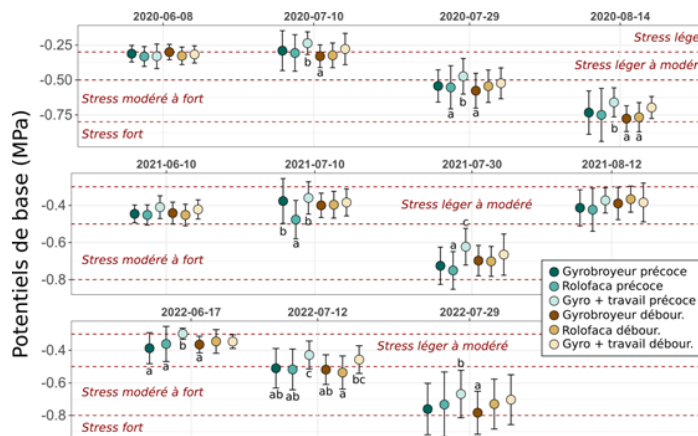 2020-06-08 2020-07-10 2020-07-29 2020-08-14
Stress lége
-0.25
b
Stress léger à modéré
a
-0.50
Stress modéré à fort
b
a a
-0.75
b
Stress fort
a a
Potentiels de base (MPa)
2021-06-10 2021-07-10 2021-07-30 2021-08-12
Stress léger à modéré
-0.4
b b
c
a
a
-0.6
Stress modéré à fort
-0.8
Gyrobroyeur précoce
Rolofaca précoce
Gyro + travail précoce
Gyrobroyeur débour.
Rolofaca débour.
Gyro + travail débour.
2022-06-17 2022-07-12 2022-07-29
Stress léger à modéré
-0.4
b
a a a
b
c bc
a
-0.6
Stress modéré à fort
ab ab ab a
-0.8
Stress fort